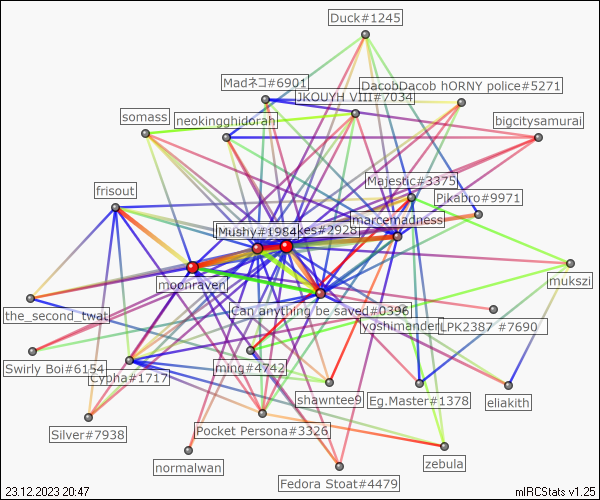 Duck#1245
Madネコ#6901
DacobDacob hORNY police#5271
JKOUYH VIII#7034
somass
neokingghidorah
bigcitysamurai
frisout
Majestic#3375
Pikabro#9971
marcemadness
Mushy#1984
kes#2928
moonraven
mukszi
the_second_twat
Can anything be saved#0396
yoshimander
LPK2387 #7690
Swirly Boi#6154
Cypha#1717
ming#4742
shawntee9
Eg.Master#1378
eliakith
Silver#7938
Pocket Persona#3326
normalwan
zebula
Fedora Stoat#4479
23.12.2023 20:47
mIRCStats v1.25